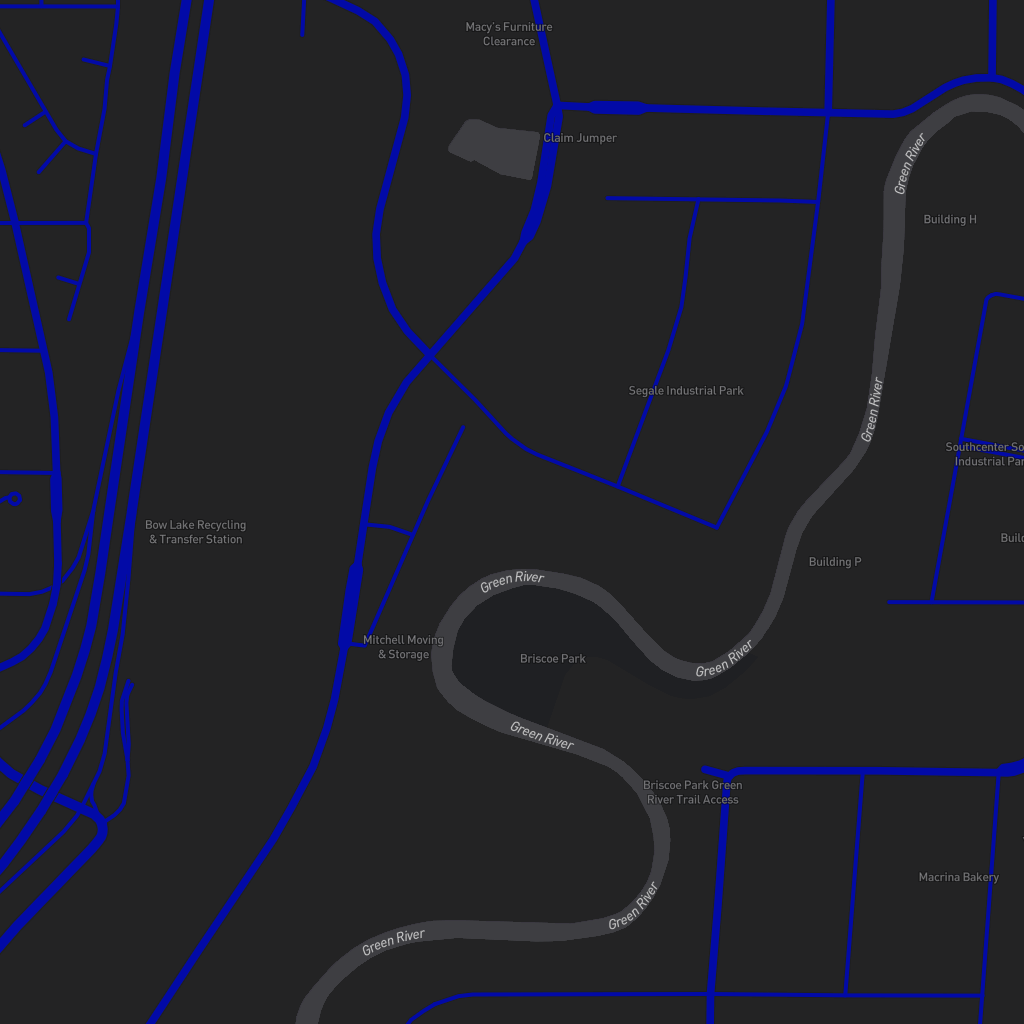 Macy's Furniture
Clearance
Claim Jumper
Green River
Building H
Segale Industrial Park
Green River
Southcenter So
Industrial Par
Bow Lake Recycling
& Transfer Station
Building P
Green River
Mitchell Moving
& Storage
Briscoe Park
Green River
Green River
Briscoe Park Green
River Trail Access
Macrina Bakery
Green River
Green River